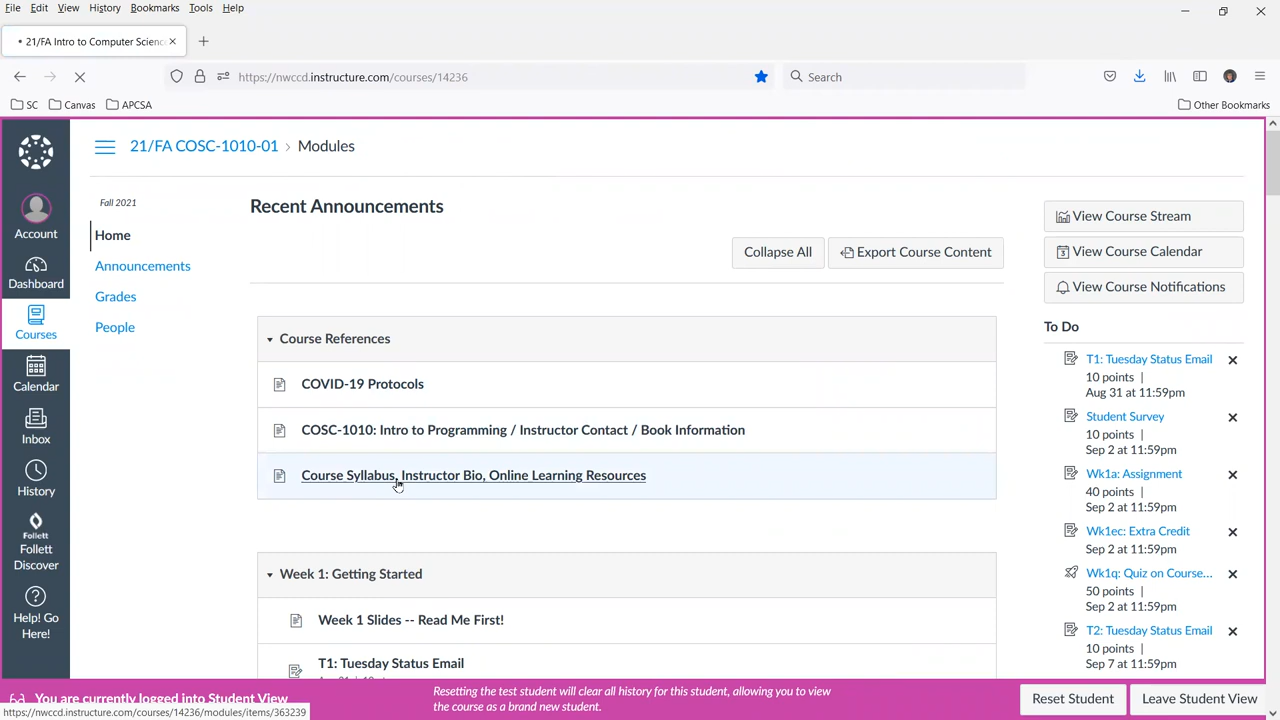 File Edit View History Bookmarks Tools Help
21/FA Intro to Computer Scienc
https://nwccd.instructure.com/courses/14236
Search
SC Canvas APCSA Other Bookmarks
21/FA COSC-1010-01 › Modules
Account
Dashboard
Courses
Calendar
Inbox
History
Follett
Follett
Discover
Help! Go
Here!
Fall 2021
Home
Announcements
Grades
People
Recent Announcements
Collapse All
Export Course Content
Course References
COVID-19 Protocols
COSC-1010: Intro to Programming / Instructor Contact / Book Information
Course Syllabus, Instructor Bio, Online Learning Resources
Week 1: Getting Started
Week 1 Slides -- Read Me First!
T1: Tuesday Status Email
View Course Stream
View Course Calendar
View Course Notifications
To Do
T1: Tuesday Status Email
10 points |
Aug 31 at 11:59pm
Student Survey
10 points |
Sep 2 at 11:59pm
Wk1a: Assignment
40 points |
Sep 2 at 11:59pm
Wk1ec: Extra Credit
Sep 2 at 11:59pm
Wk1q: Quiz on Course...
50 points |
Sep 2 at 11:59pm
T2: Tuesday Status Email
10 points |
Sep 7 at 11:59pm
You are currently logged into Student View
Resetting the test student will clear all history for this student, allowing you to view
the course as a brand new student.
Reset Student
Leave Student View
https://nwccd.instructure.com/courses/14236/modules/items/363239